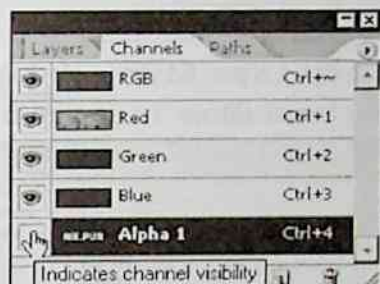 Layers Channels Paths
RGB Ctrl+~
Red Ctrl+1
Green Ctrl+2
Blue Ctrl+3
Alpha 1 Ctrl+4
Indicates channel visibility